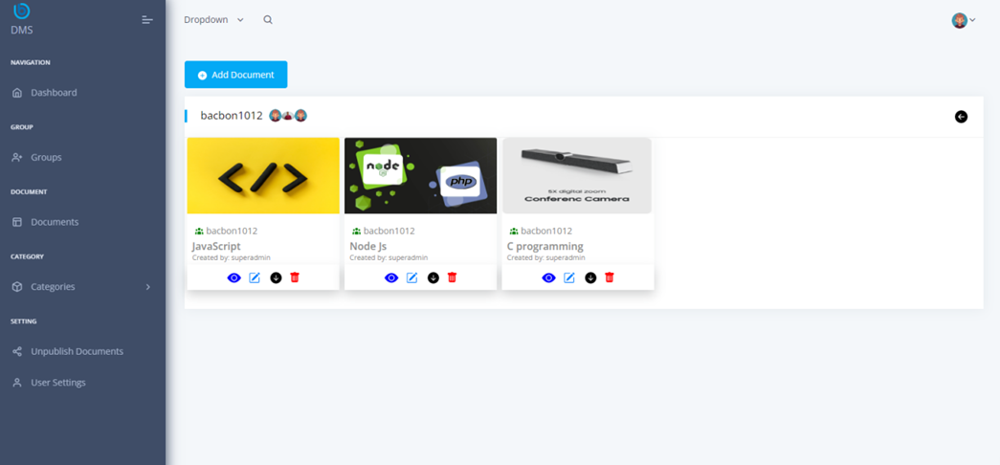 DMS
Dropdown
NAVIGATION
Dashboard
GROUP
Groups
DOCUMENT
Documents
CATEGORY
Categories
SETTING
Unpublish Documents
User Settings
Add Document
bacbon1012
</>
bacbon1012
JavaScript
Created by: superadmin
node
JS
php
bacbon1012
Node Js
Created by: superadmin
5X digital zoom
Conferenc Camera
bacbon1012
C programming
Created by: superadmin